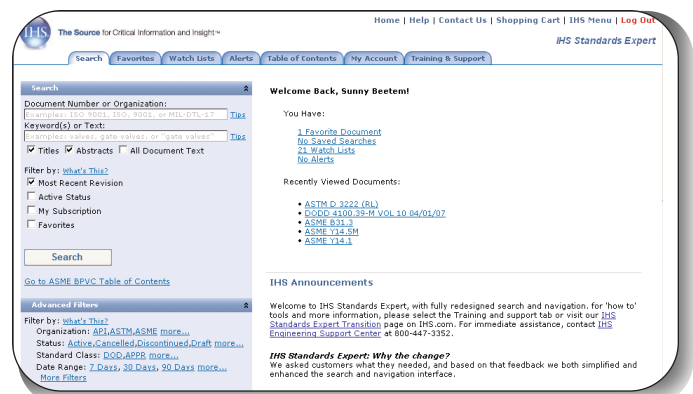 Home | Help | Contact Us | Shopping Cart | IHS Menu | Log Out
IHS The Source for Critical Information and Insight™
IHS Standards Expert
Search Favorites Watch Lists Alerts Table of Contents My Account Training & Support
Search
Document Number or Organization:
Examples: ISO 9001, ISO, 9001, or MIL-DTL-17 Tips
Keyword(s) or Text:
Examples: valves, gate valves, or "gate valves" Tips
Titles Abstracts All Document Text
Filter by: What's This?
Most Recent Revision
Active Status
My Subscription
Favorites
Search
Go to ASME BPVC Table of Contents
Advanced Filters
Filter by: What's This?
Organization: API,ASTM,ASME more...
Status: Active,Cancelled,Discontinued,Draft more...
Standard Class: DOD,APPR more...
Date Range: 7 Days, 30 Days, 90 Days more...
More Filters
Welcome Back, Sunny Beetem!
You Have:
1 Favorite Document
No Saved Searches
21 Watch Lists
No Alerts
Recently Viewed Documents:
• ASTM D 3222 (RL)
• DODD 4100.39-M VOL 10 04/01/07
• ASME B31.3
• ASME Y14.5M
• ASME Y14.1
IHS Announcements
Welcome to IHS Standards Expert, with fully redesigned search and navigation. for 'how to'
tools and more information, please select the Training and support tab or visit our IHS
Standards Expert Transition page on IHS.com. For immediate assistance, contact IHS
Engineering Support Center at 800-447-3352.
IHS Standards Expert: Why the change?
We asked customers what they needed, and based on that feedback we both simplified and
enhanced the search and navigation interface.